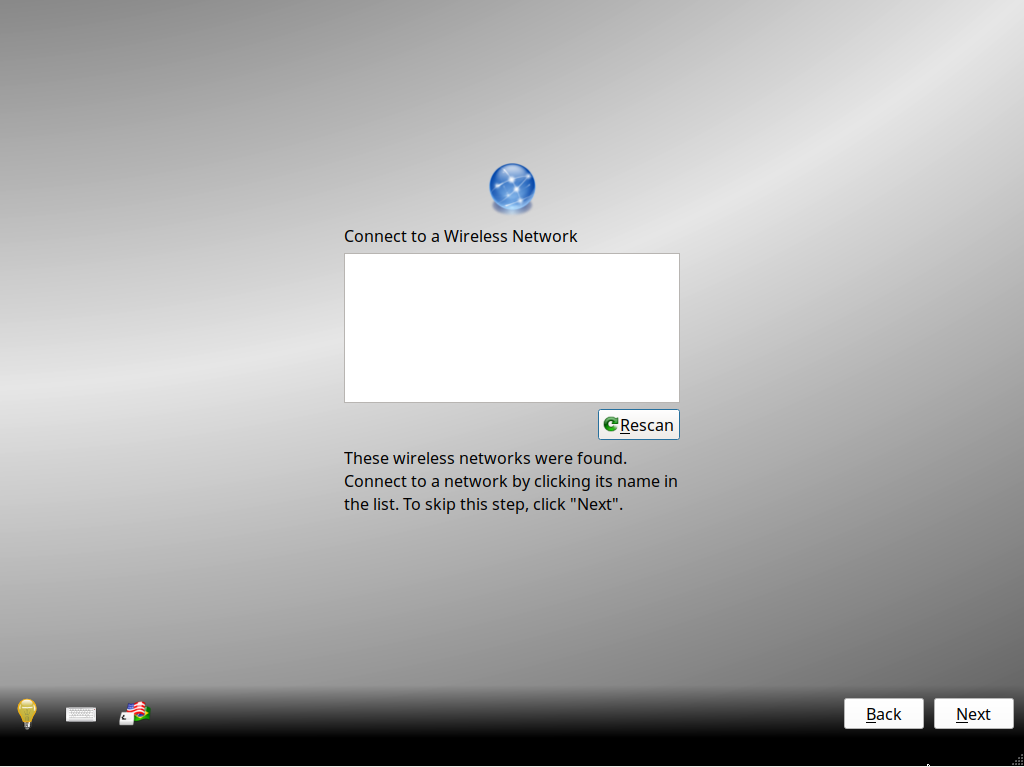 Connect to a Wireless Network
Rescan
These wireless networks were found.
Connect to a network by clicking its name in
the list. To skip this step, click "Next".
Back
Next